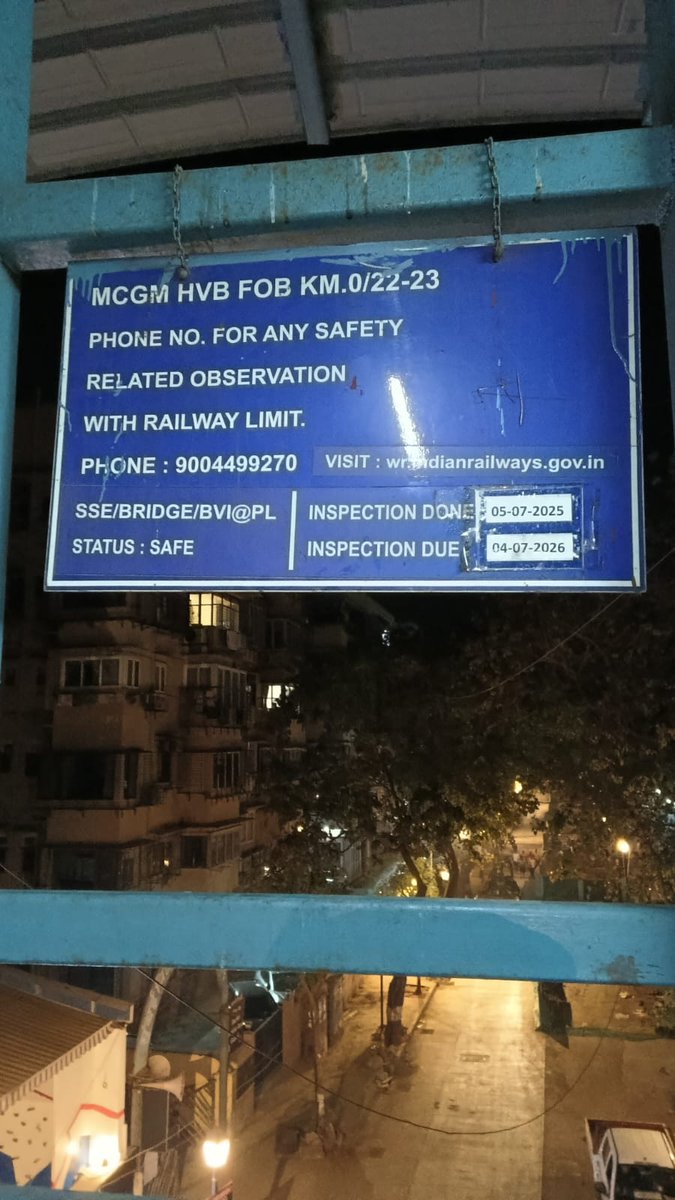 MCGM HVB FOB KM.0/22-23
PHONE NO. FOR ANY SAFETY
RELATED OBSERVATION
WITH RAILWAY LIMIT.
PHONE : 9004499270 VISIT : wr.indianrailways.gov.in
SSE/BRIDGE/BVI@PL INSPECTION DONE 05-07-2025
STATUS : SAFE INSPECTION DUE 04-07-2026